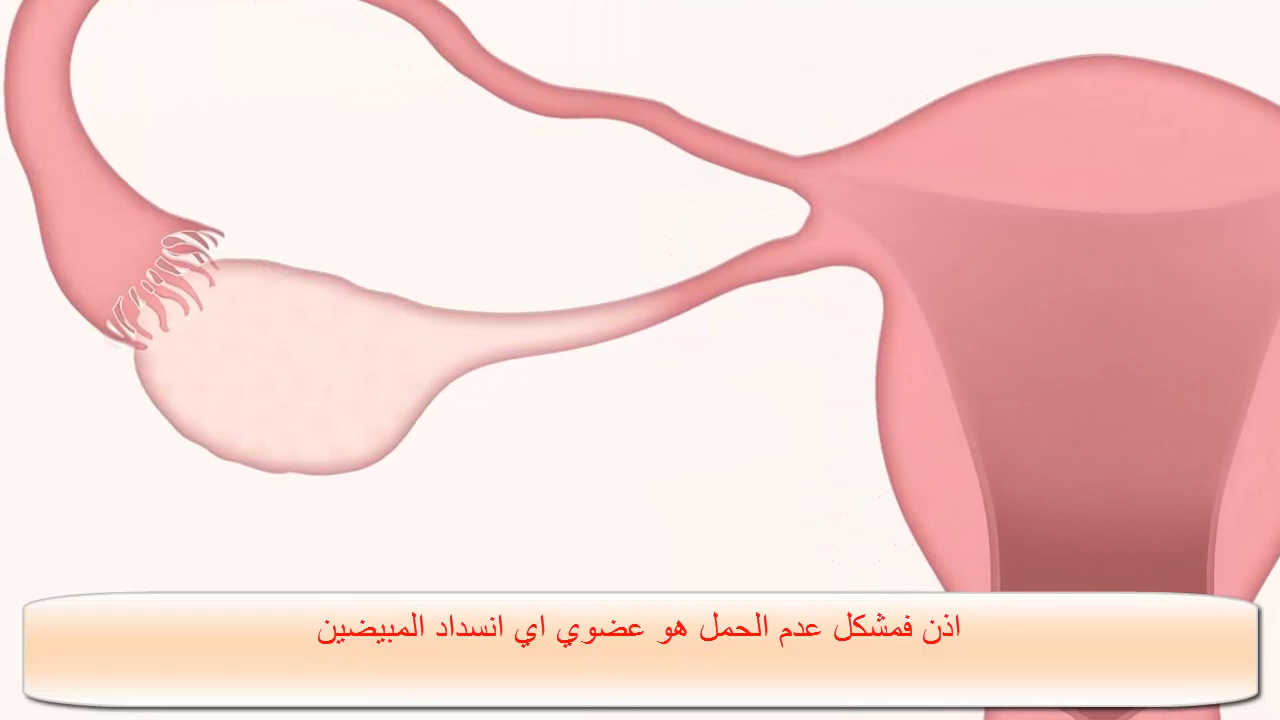 اذن فمشكل عدم الحمل هو عضوي اي انسداد المبيضين